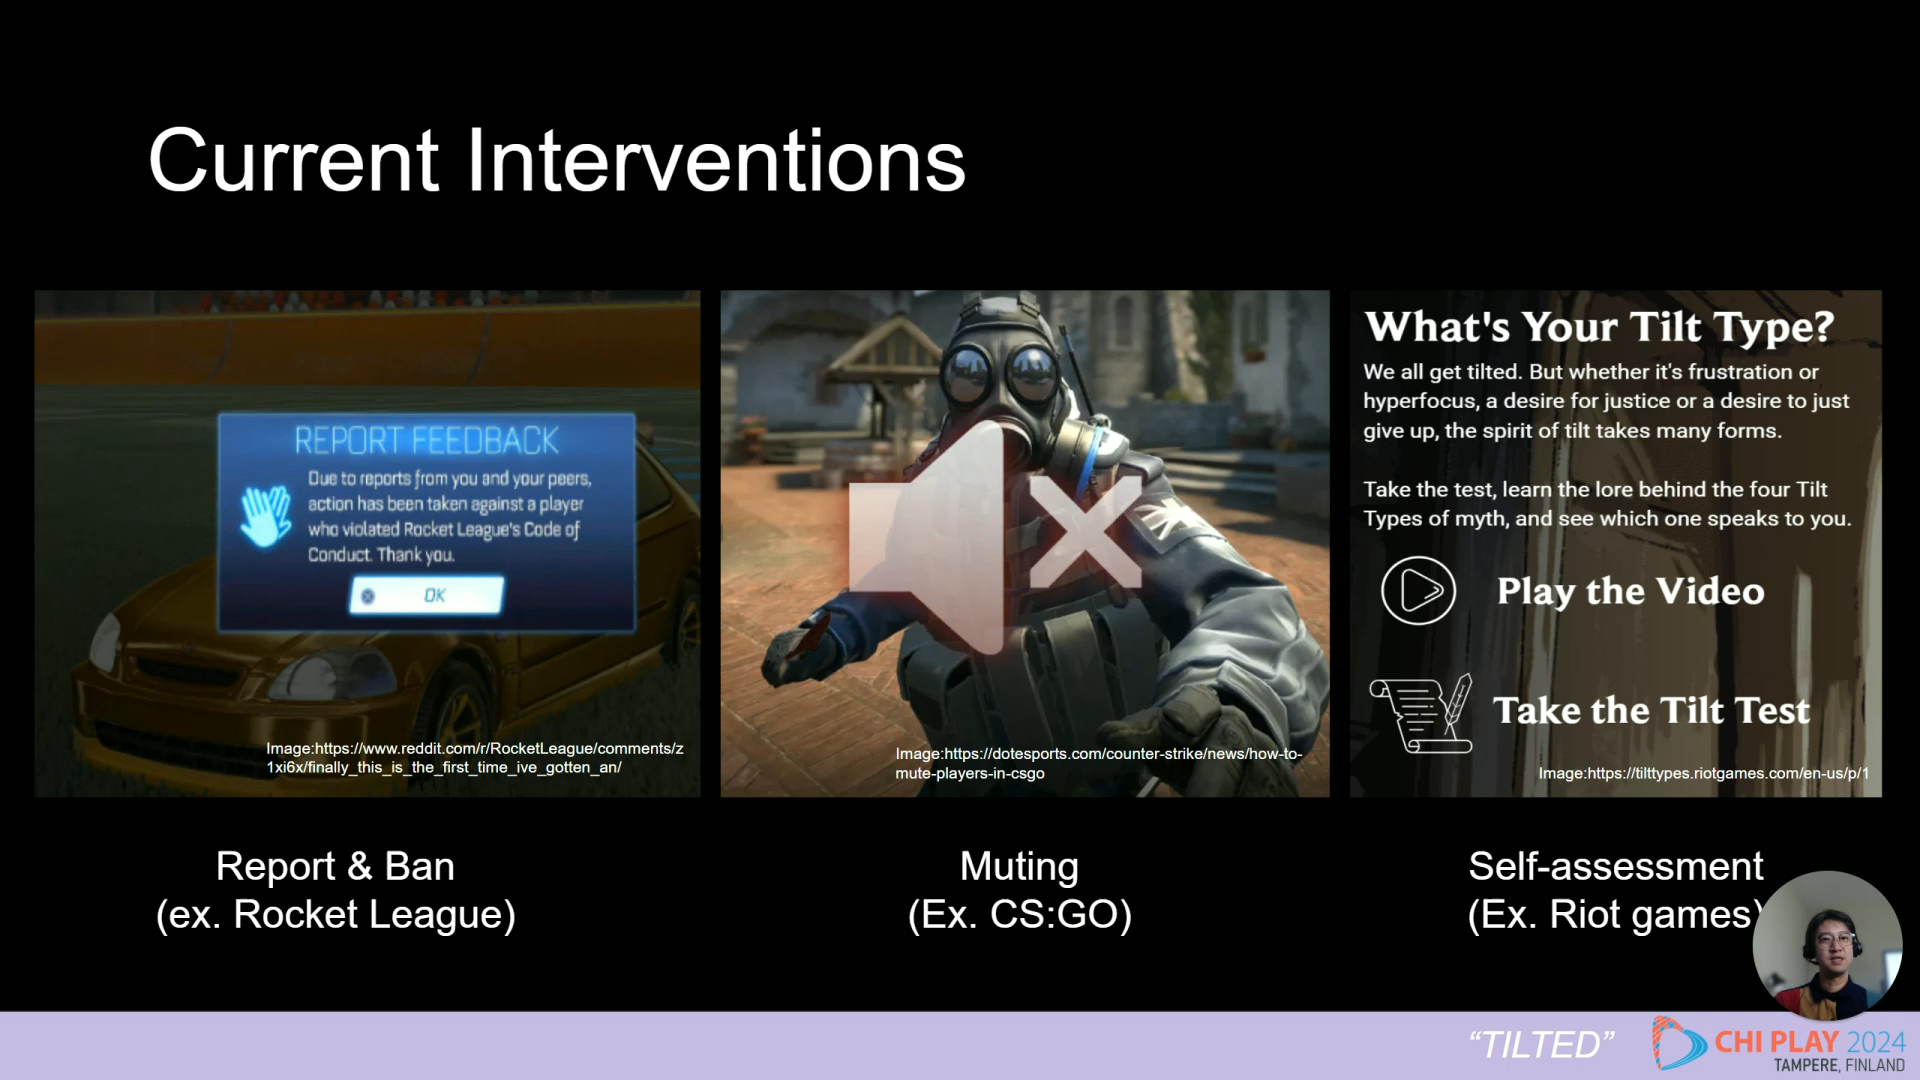 Current Interventions
REPORT FEEDBACK
Due to reports from you and your peers,
action has been taken against a player
who violated Rocket League's Code of
Conduct. Thank you.
OK
Image:https://www.reddit.com/r/RocketLeague/comments/z
1xi6x/finally_this_is_the_first_time_ive_gotten_an/
Image:https://dotesports.com/counter-strike/news/how-to-
mute-players-in-csgo
What's Your Tilt Type?
We all get tilted. But whether it's frustration or
hyperfocus, a desire for justice or a desire to just
give up, the spirit of tilt takes many forms.
Take the test, learn the lore behind the four Tilt
Types of myth, and see which one speaks to you.
Play the Video
Take the Tilt Test
Image:https://tilttypes.riotgames.com/en-us/p/1
Report & Ban
(ex. Rocket League)
Muting
(Ex. CS:GO)
Self-assessment
(Ex. Riot games)
“TILTED”
CHI PLAY 2024
TAMPERE, FINLAND